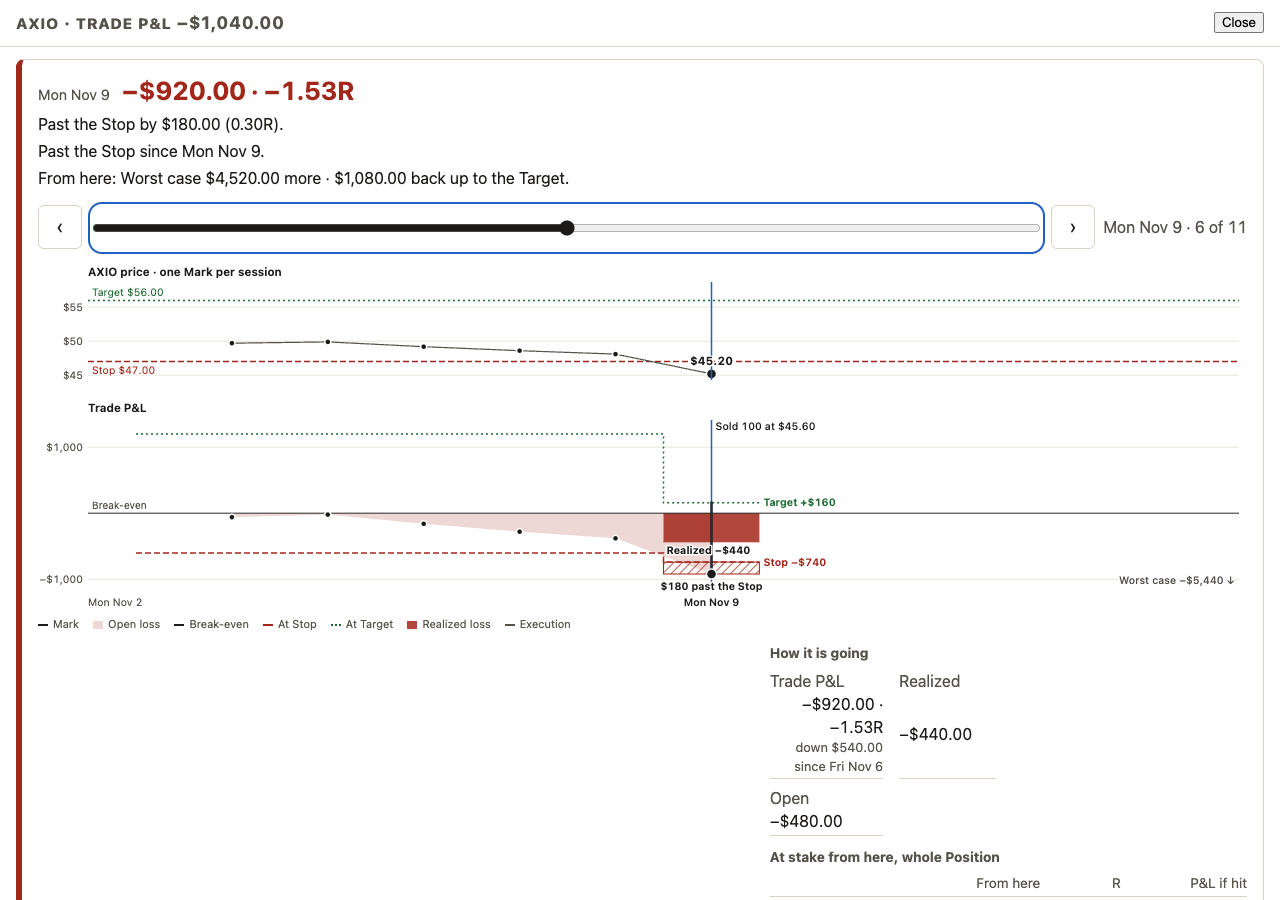 AXIO · TRADE P&L −$1,040.00
Close
Mon Nov 9 −$920.00 · −1.53R
Past the Stop by $180.00 (0.30R).
Past the Stop since Mon Nov 9.
From here: Worst case $4,520.00 more · $1,080.00 back up to the Target.
‹
›
Mon Nov 9 · 6 of 11
AXIO price · one Mark per session
Target $56.00
$55
$50
$45.20
Stop $47.00
$45
Trade P&L
Sold 100 at $45.60
$1,000
Target +$160
Break-even
Realized −$440
Stop −$740
−$1,000
$180 past the Stop
Worst case −$5,440 ↓
Mon Nov 2
Mon Nov 9
Mark Open loss Break-even At Stop At Target Realized loss Execution
How it is going
Trade P&L
−$920.00 ·
−1.53R
down $540.00
since Fri Nov 6
Realized
−$440.00
Open
−$480.00
At stake from here, whole Position
From here R P&L if hit